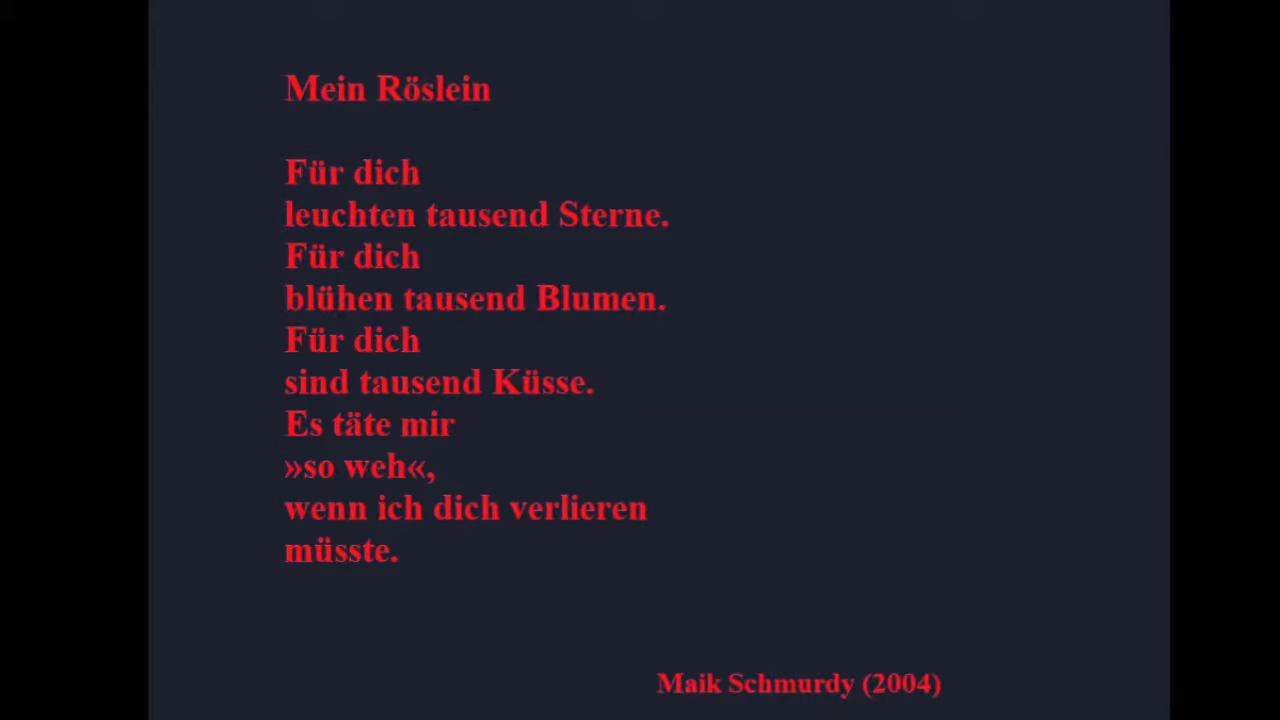 Mein Röslein
Für dich
leuchten tausend Sterne.
Für dich
blühen tausend Blumen.
Für dich
sind tausend Küsse.
Es täte mir
»so weh«,
wenn ich dich verlieren
müsste.
Maik Schmurdy (2004)